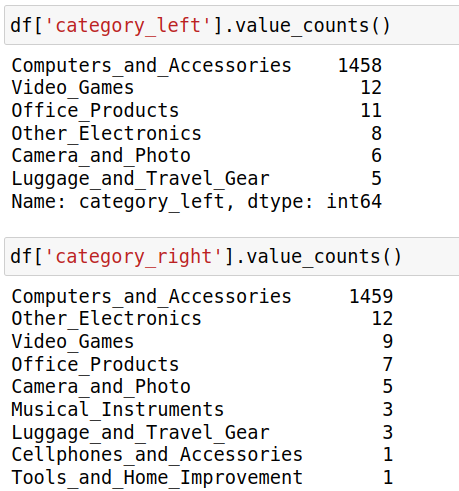 df['category_left'].value_counts()
Computers_and_Accessories    1458
Video_Games                    12
Office_Products                11
Other_Electronics               8
Camera_and_Photo                6
Luggage_and_Travel_Gear         5
Name: category_left, dtype: int64
df['category_right'].value_counts()
Computers_and_Accessories     1459
Other_Electronics               12
Video_Games                      9
Office_Products                  7
Camera_and_Photo                 5
Musical_Instruments              3
Luggage_and_Travel_Gear          3
Cellphones_and_Accessories       1
Tools_and_Home_Improvement       1